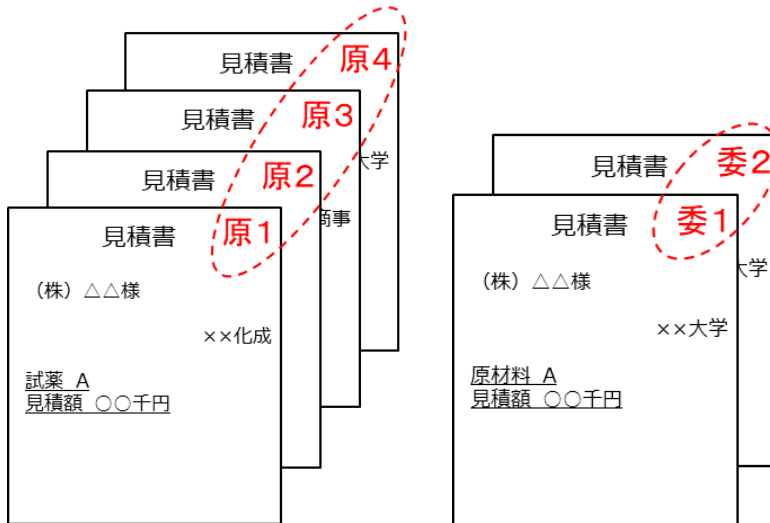 見積書 原4
見積書 原3
大学
見積書 原2
商事
見積書 原1
(株)△△様
××化成
試薬 A
見積額 ○○千円
見積書 委2
大学
見積書 委1
(株)△△様
××大学
原材料 A
見積額 ○○千円